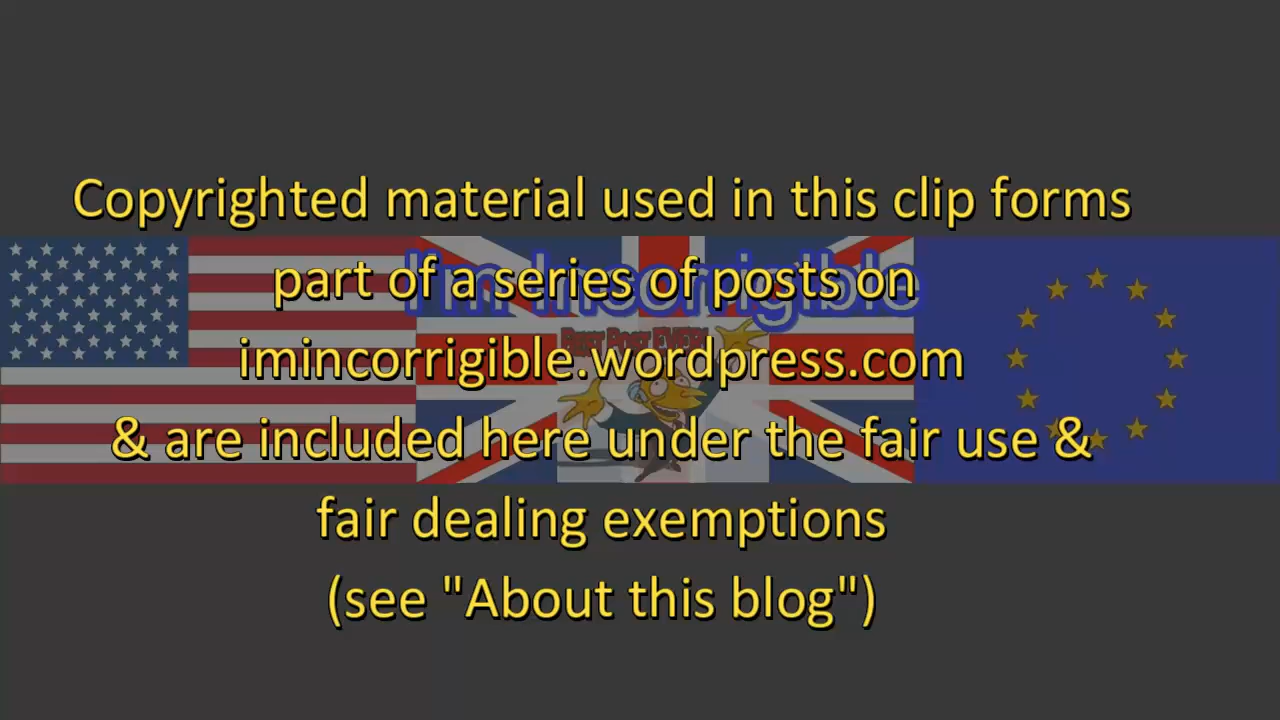 Copyrighted material used in this clip forms
part of a series of posts on
I'm Incorrigible
imincorrigible.wordpress.com
& are included here under the fair use &
fair dealing exemptions
(see "About this blog")